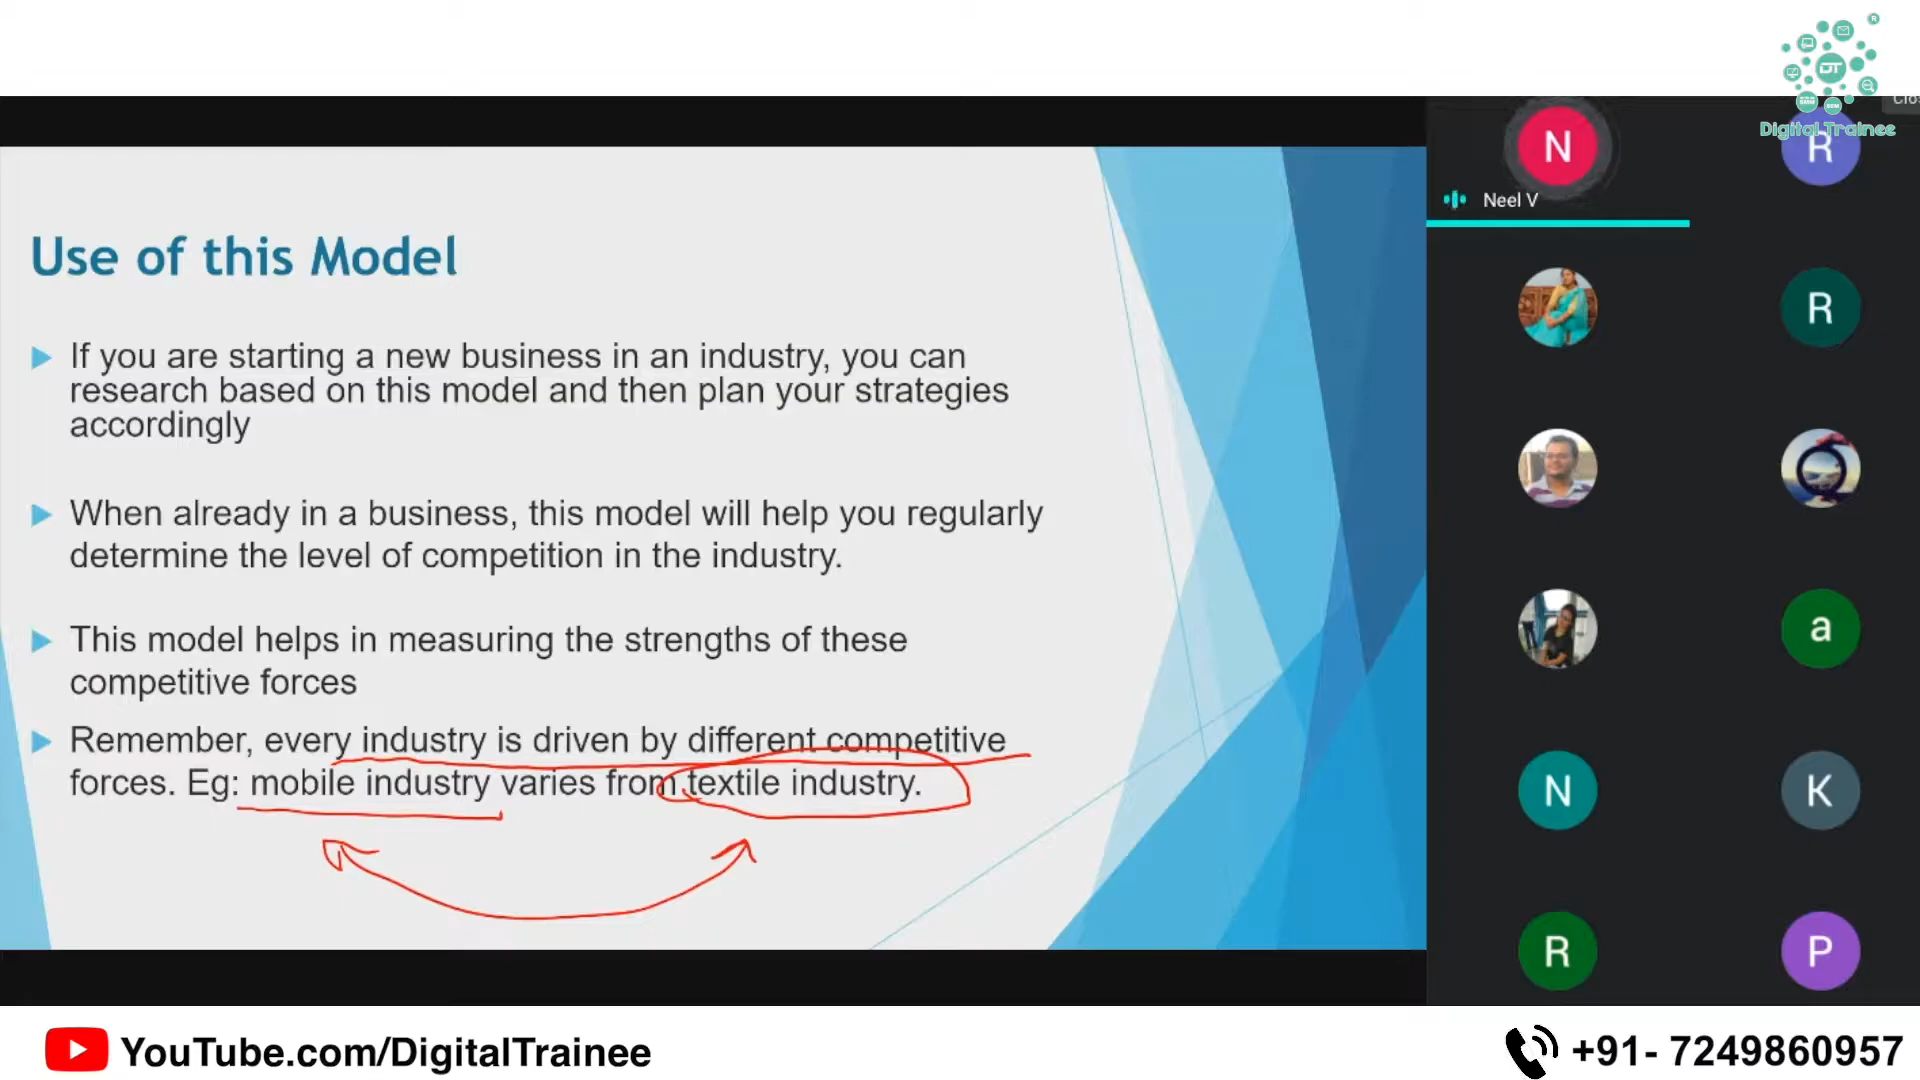 Digital Trainee
Clos
N
R
Neel V
Use of this Model
If you are starting a new business in an industry, you can
research based on this model and then plan your strategies
accordingly
When already in a business, this model will help you regularly
determine the level of competition in the industry.
This model helps in measuring the strengths of these
competitive forces
Remember, every industry is driven by different competitive
forces. Eg: mobile industry varies from textile industry.
R
a
N
K
R
P
YouTube.com/DigitalTrainee
+91- 7249860957